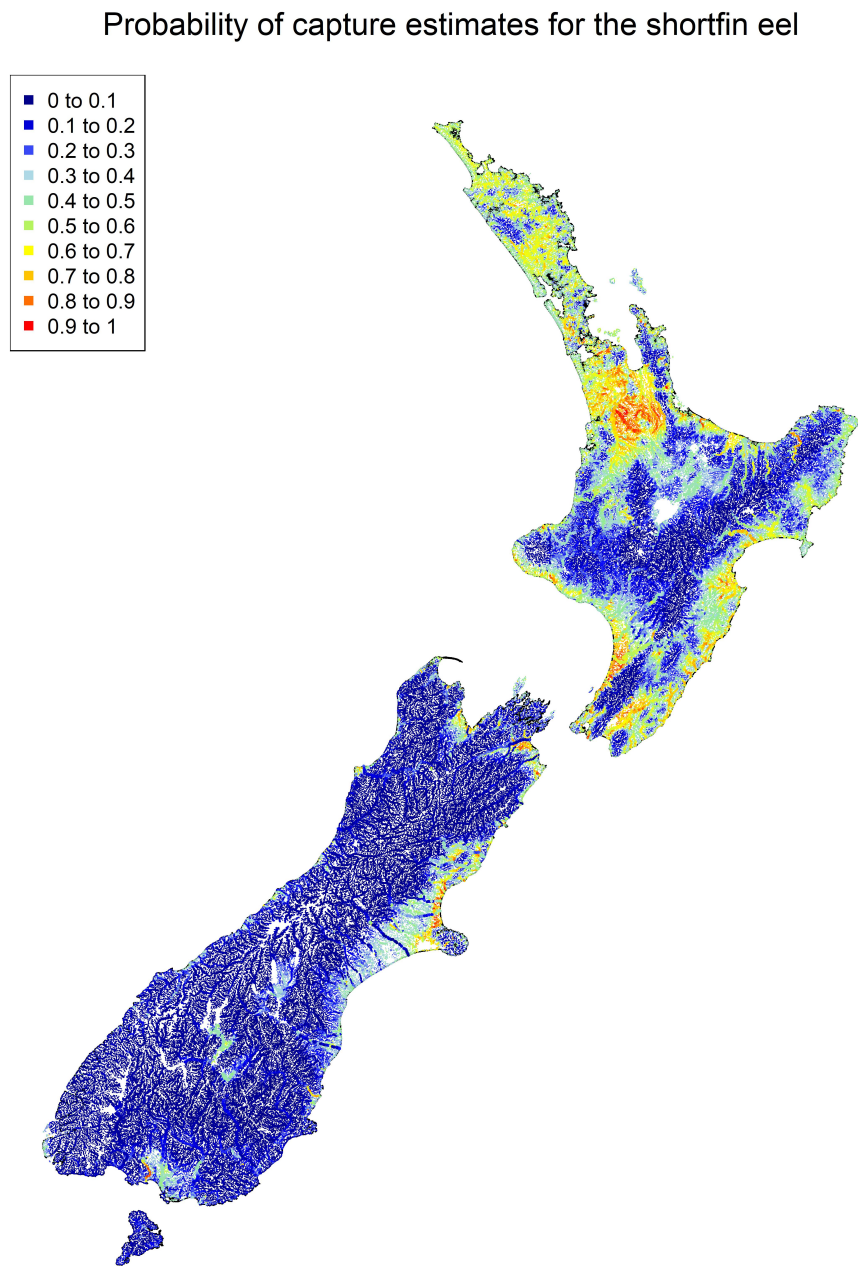 Probability of capture estimates for the shortfin eel
0 to 0.1
0.1 to 0.2
0.2 to 0.3
0.3 to 0.4
0.4 to 0.5
0.5 to 0.6
0.6 to 0.7
0.7 to 0.8
0.8 to 0.9
0.9 to 1